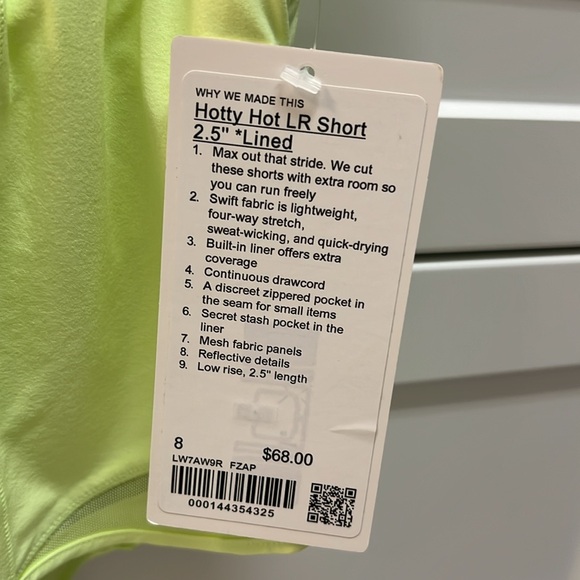 WHY WE MADE THIS
Hotty Hot LR Short
2.5" *Lined
1. Max out that stride. We cut
these shorts with extra room so
you can run freely
2. Swift fabric is lightweight,
four-way stretch,
sweat-wicking, and quick-drying
3. Built-in liner offers extra
coverage
4. Continuous drawcord
5. A discreet zippered pocket in
the seam for small items
6. Secret stash pocket in the
liner
7. Mesh fabric panels
8. Reflective details
9. Low rise, 2.5" length
8 $68.00
LW7AW9R FZAP
000144354325